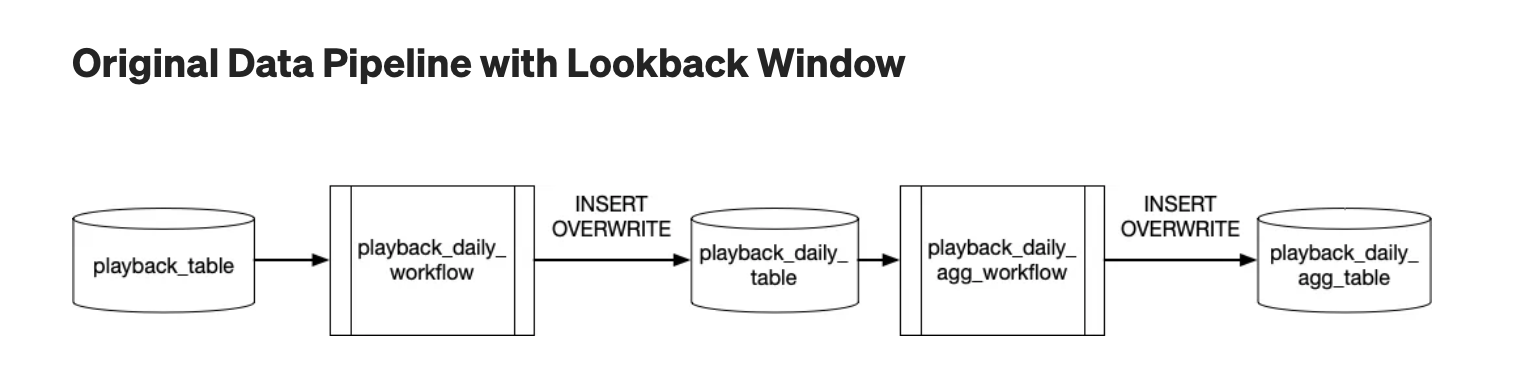 Original Data Pipeline with Lookback Window
playback_table
playback_daily_
workflow
INSERT
OVERWRITE
playback_daily_
table
playback_daily_
agg_workflow
INSERT
OVERWRITE
playback_daily_
agg_table